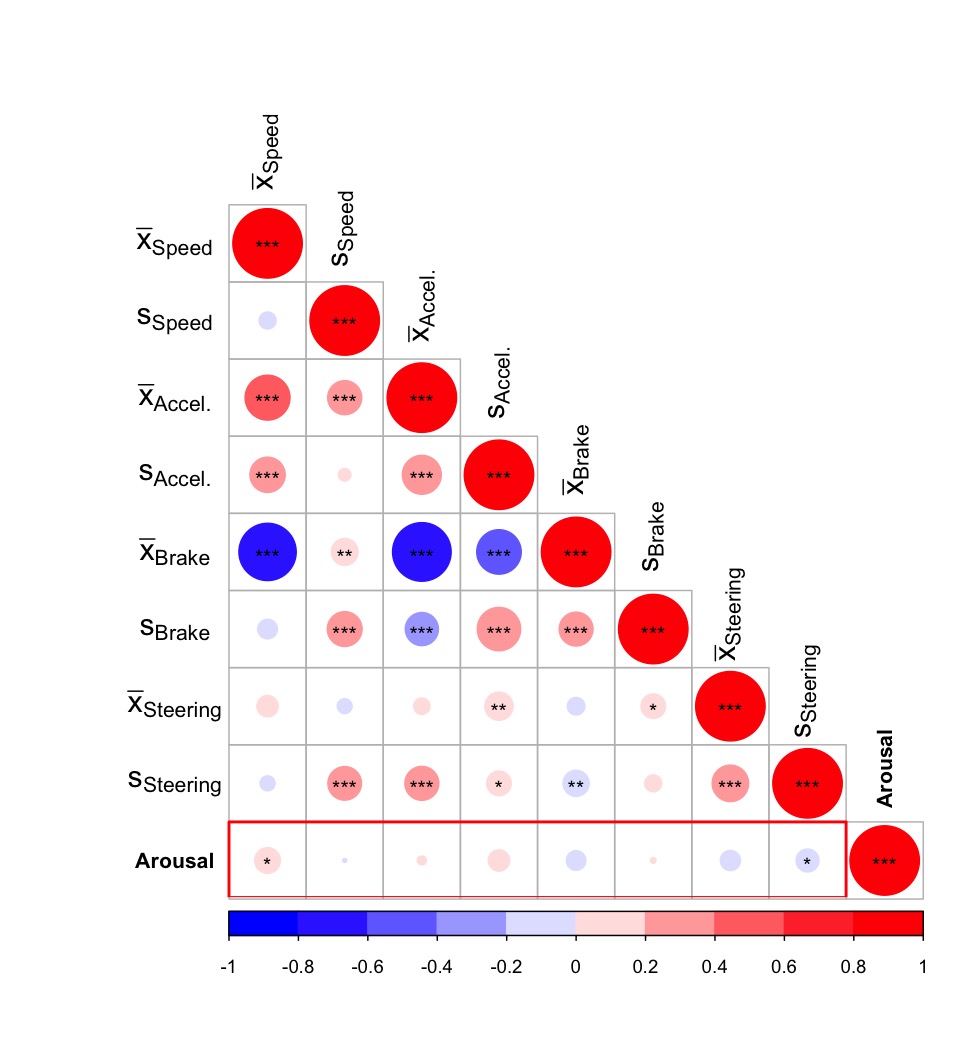 x̄Speed
sSpeed
x̄Accel.
sAccel.
x̄Brake
sBrake
x̄Steering
sSteering
Arousal
x̄Speed ***
sSpeed ***
x̄Accel. *** *** ***
sAccel. *** *** ***
x̄Brake *** ** *** *** ***
sBrake *** *** *** *** ***
x̄Steering ** * ***
sSteering *** *** * ** *** ***
Arousal * * ***
-1 -0.8 -0.6 -0.4 -0.2 0 0.2 0.4 0.6 0.8 1